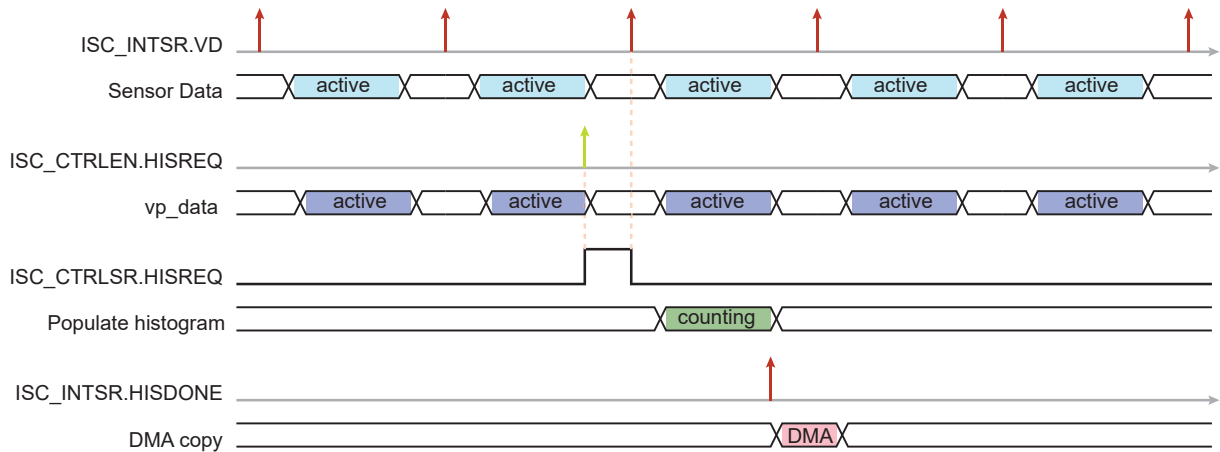 ISC_INTSR.VD
Sensor Data active active active active active
ISC_CTRLEN.HISREQ
vp_data active active active active active
ISC_CTRLSR.HISREQ
Populate histogram counting
ISC_INTSR.HISDONE
DMA copy DMA